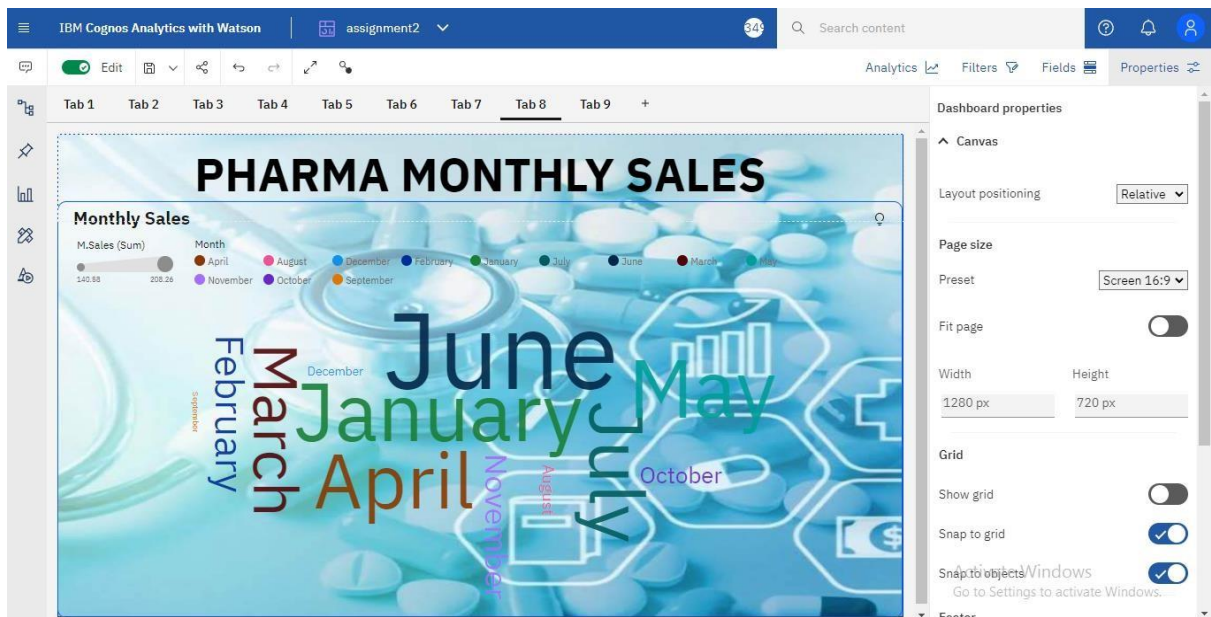 IBM Cognos Analytics with Watson
assignment2
349
Search content
Edit
Analytics
Filters
Fields
Properties
Tab 1 Tab 2 Tab 3 Tab 4 Tab 5 Tab 6 Tab 7 Tab 8 Tab 9 +
PHARMA MONTHLY SALES
Monthly Sales
M.Sales (Sum)
140.58 208.26
Month
April August December February January July June March May
November October September
June
February
March
December
May
January
September
July
April
November
August
October
Dashboard properties
Canvas
Layout positioning Relative
Page size
Preset Screen 16:9
Fit page
Width Height
1280 px 720 px
Grid
Show grid
Snap to grid
Snap to objects
Activate Windows
Go to Settings to activate Windows.
Footer